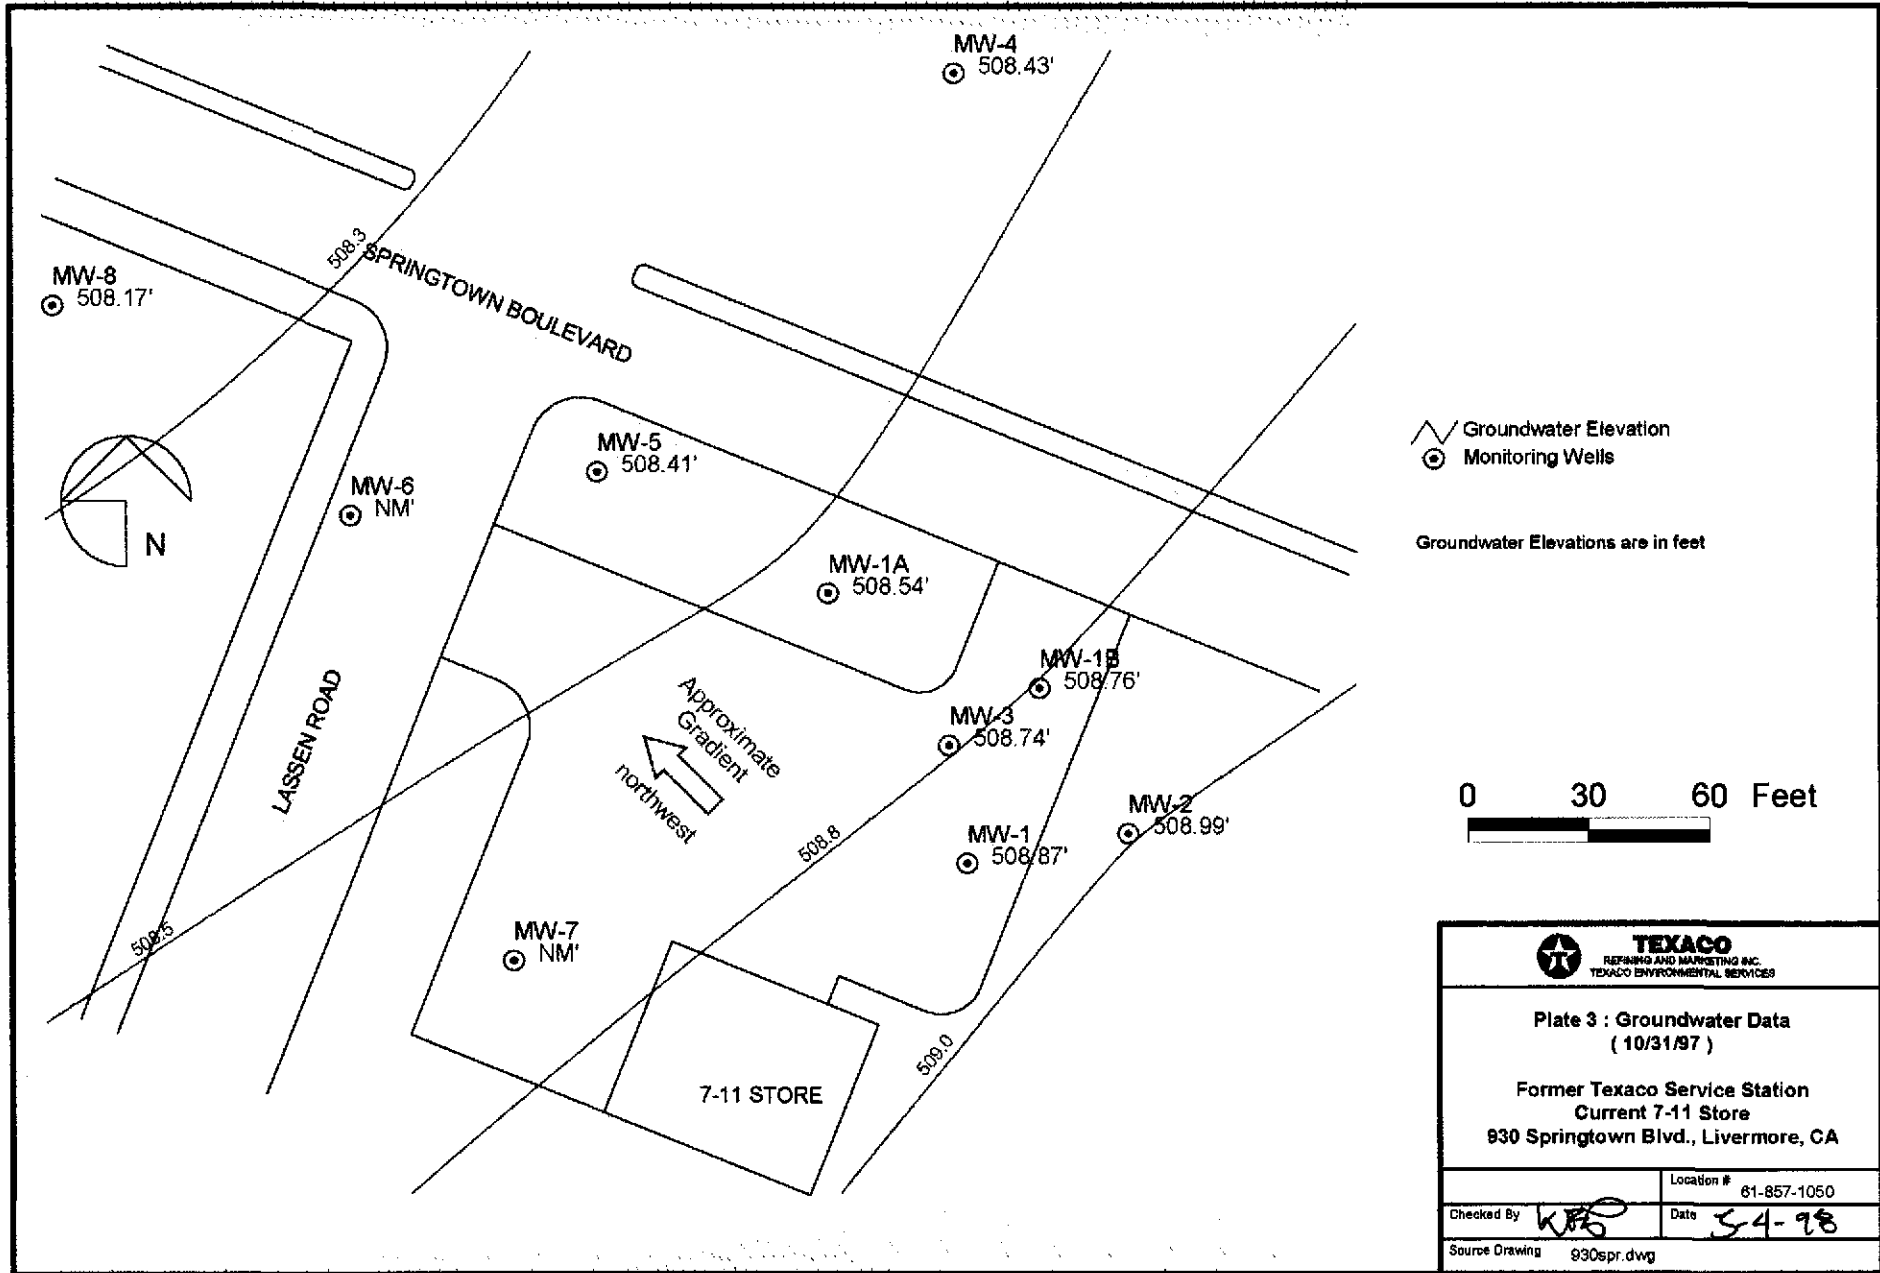 MW-4
508.43'
508.3
SPRINGTOWN BOULEVARD
MW-8
508.17'
MW-5
508.41'
MW-6
NM'
N
MW-1A
508.54'
MW-1B
508.76'
MW-3
508.74'
Approximate
Gradient
northwest
LASSEN ROAD
MW-2
508.99'
MW-1
508.87'
508.8
508.5
MW-7
NM'
509.0
7-11 STORE
Groundwater Elevation
Monitoring Wells
Groundwater Elevations are in feet
0 30 60 Feet
T
TEXACO
REFINING AND MARKETING INC.
TEXACO ENVIRONMENTAL SERVICES
Plate 3 : Groundwater Data
( 10/31/97 )
Former Texaco Service Station
Current 7-11 Store
930 Springtown Blvd., Livermore, CA
Location # 61-857-1050
Checked By
Date 5-4-98
Source Drawing 930spr.dwg